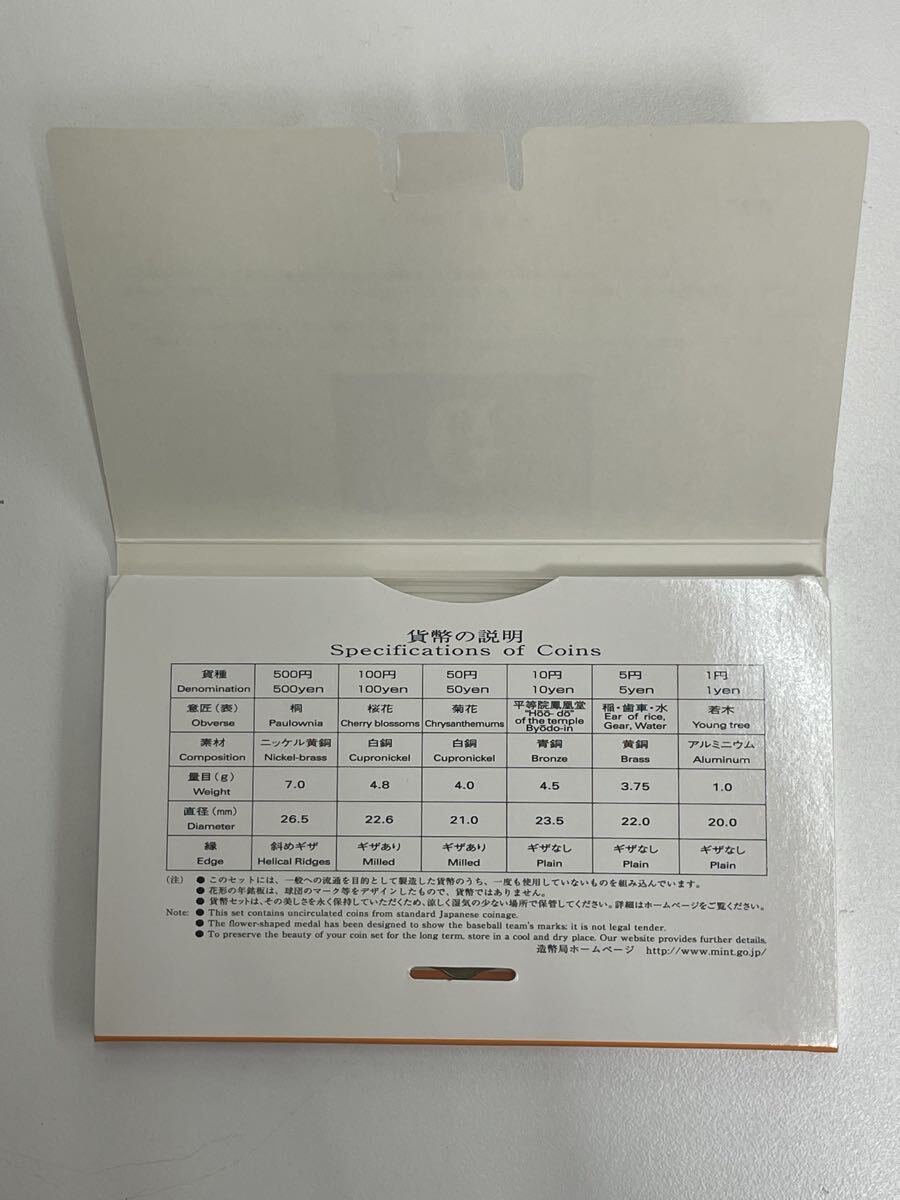 貨幣の説明
Specifications of Coins
貨種 500円 100円 50円 10円 5円 1円
Denomination 500yen 100yen 50yen 10yen 5yen 1yen
意匠(表) 桐 桜花 菊花 平等院鳳凰堂 稲・歯車・水 若木
Obverse Paulownia Cherry blossoms Chrysanthemums "Hōō-dō" of the temple Byōdo-in Ear of rice, Gear, Water Young tree
素材 ニッケル黄銅 白銅 白銅 青銅 黄銅 アルミニウム
Composition Nickel-brass Cupronickel Cupronickel Bronze Brass Aluminum
量目(g) Weight 7.0 4.8 4.0 4.5 3.75 1.0
直径(mm) Diameter 26.5 22.6 21.0 23.5 22.0 20.0
縁 斜めギザ ギザあり ギザあり ギザなし ギザなし ギザなし
Edge Helical Ridges Milled Milled Plain Plain Plain
(注) ● このセットには、一般への流通を目的として製造した貨幣のうち、一度も使用していないものを組み込んでいます。
● 花形の年銘板は、球団のマーク等をデザインしたもので、貨幣ではありません。
● 貨幣セットは、その美しさを永く保持していただくため、涼しく湿気の少ない場所で保管してください。詳細はホームページをご覧ください。
Note: ● This set contains uncirculated coins from standard Japanese coinage.
● The flower-shaped medal has been designed to show the baseball team's marks; it is not legal tender.
● To preserve the beauty of your coin set for the long term, store in a cool and dry place. Our website provides further details.
造幣局ホームページ http://www.mint.go.jp/